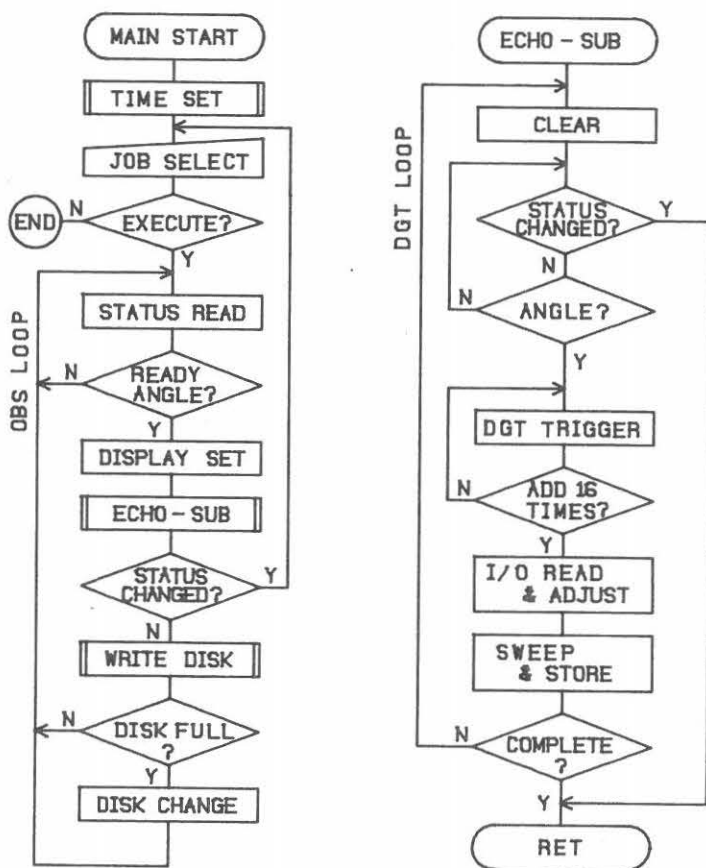 MAIN START
TIME SET
JOB SELECT
EXECUTE?
N
END
Y
OBS LOOP
STATUS READ
READY
ANGLE?
N
Y
DISPLAY SET
ECHO-SUB
STATUS
CHANGED?
Y
N
WRITE DISK
DISK FULL
?
N
Y
DISK CHANGE
ECHO-SUB
DGT LOOP
CLEAR
STATUS
CHANGED?
Y
N
ANGLE?
N
Y
DGT TRIGGER
ADD 16
TIMES?
N
Y
I/O READ
& ADJUST
SWEEP
& STORE
COMPLETE
?
N
Y
RET